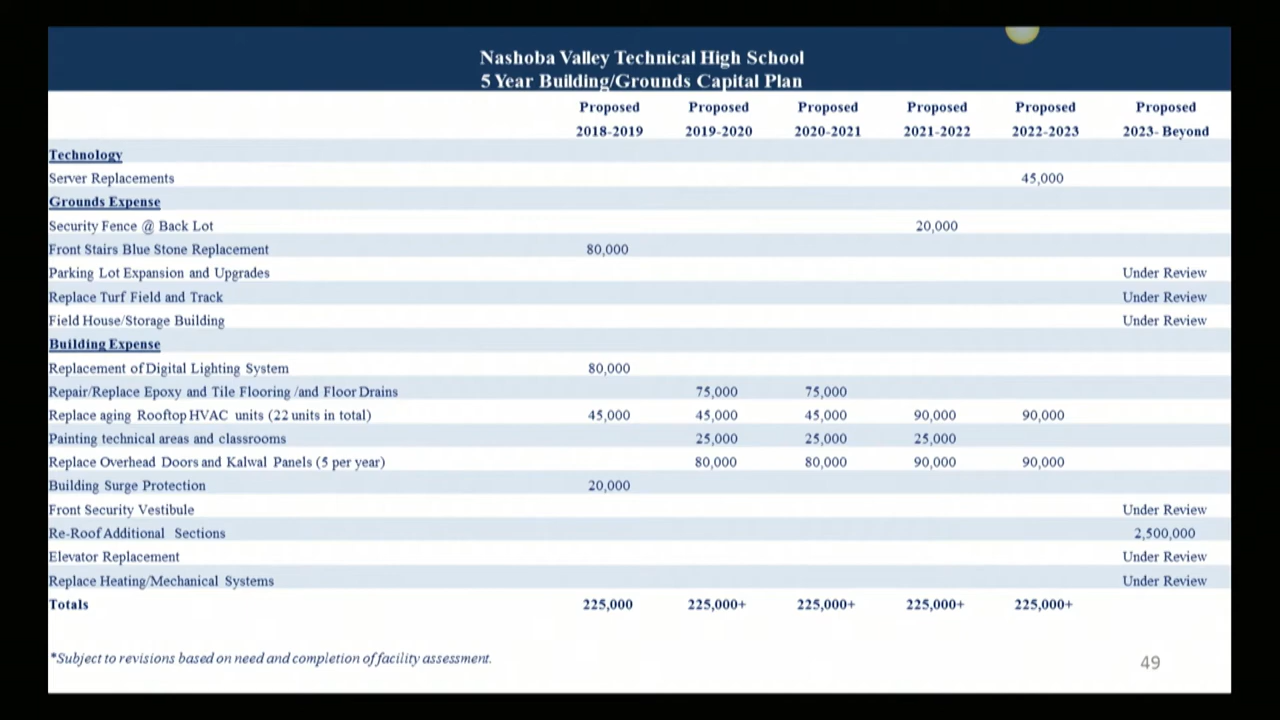 Nashoba Valley Technical High School
5 Year Building/Grounds Capital Plan
Proposed Proposed Proposed Proposed Proposed Proposed
2018-2019 2019-2020 2020-2021 2021-2022 2022-2023 2023- Beyond
Technology
Server Replacements 45,000
Grounds Expense
Security Fence @ Back Lot 20,000
Front Stairs Blue Stone Replacement 80,000
Parking Lot Expansion and Upgrades Under Review
Replace Turf Field and Track Under Review
Field House/Storage Building Under Review
Building Expense
Replacement of Digital Lighting System 80,000
Repair/Replace Epoxy and Tile Flooring /and Floor Drains 75,000 75,000
Replace aging Rooftop HVAC units (22 units in total) 45,000 45,000 45,000 90,000 90,000
Painting technical areas and classrooms 25,000 25,000 25,000
Replace Overhead Doors and Kalwal Panels (5 per year) 80,000 80,000 90,000 90,000
Building Surge Protection 20,000
Front Security Vestibule Under Review
Re-Roof Additional Sections 2,500,000
Elevator Replacement Under Review
Replace Heating/Mechanical Systems Under Review
Totals 225,000 225,000+ 225,000+ 225,000+ 225,000+
*Subject to revisions based on need and completion of facility assessment.
49